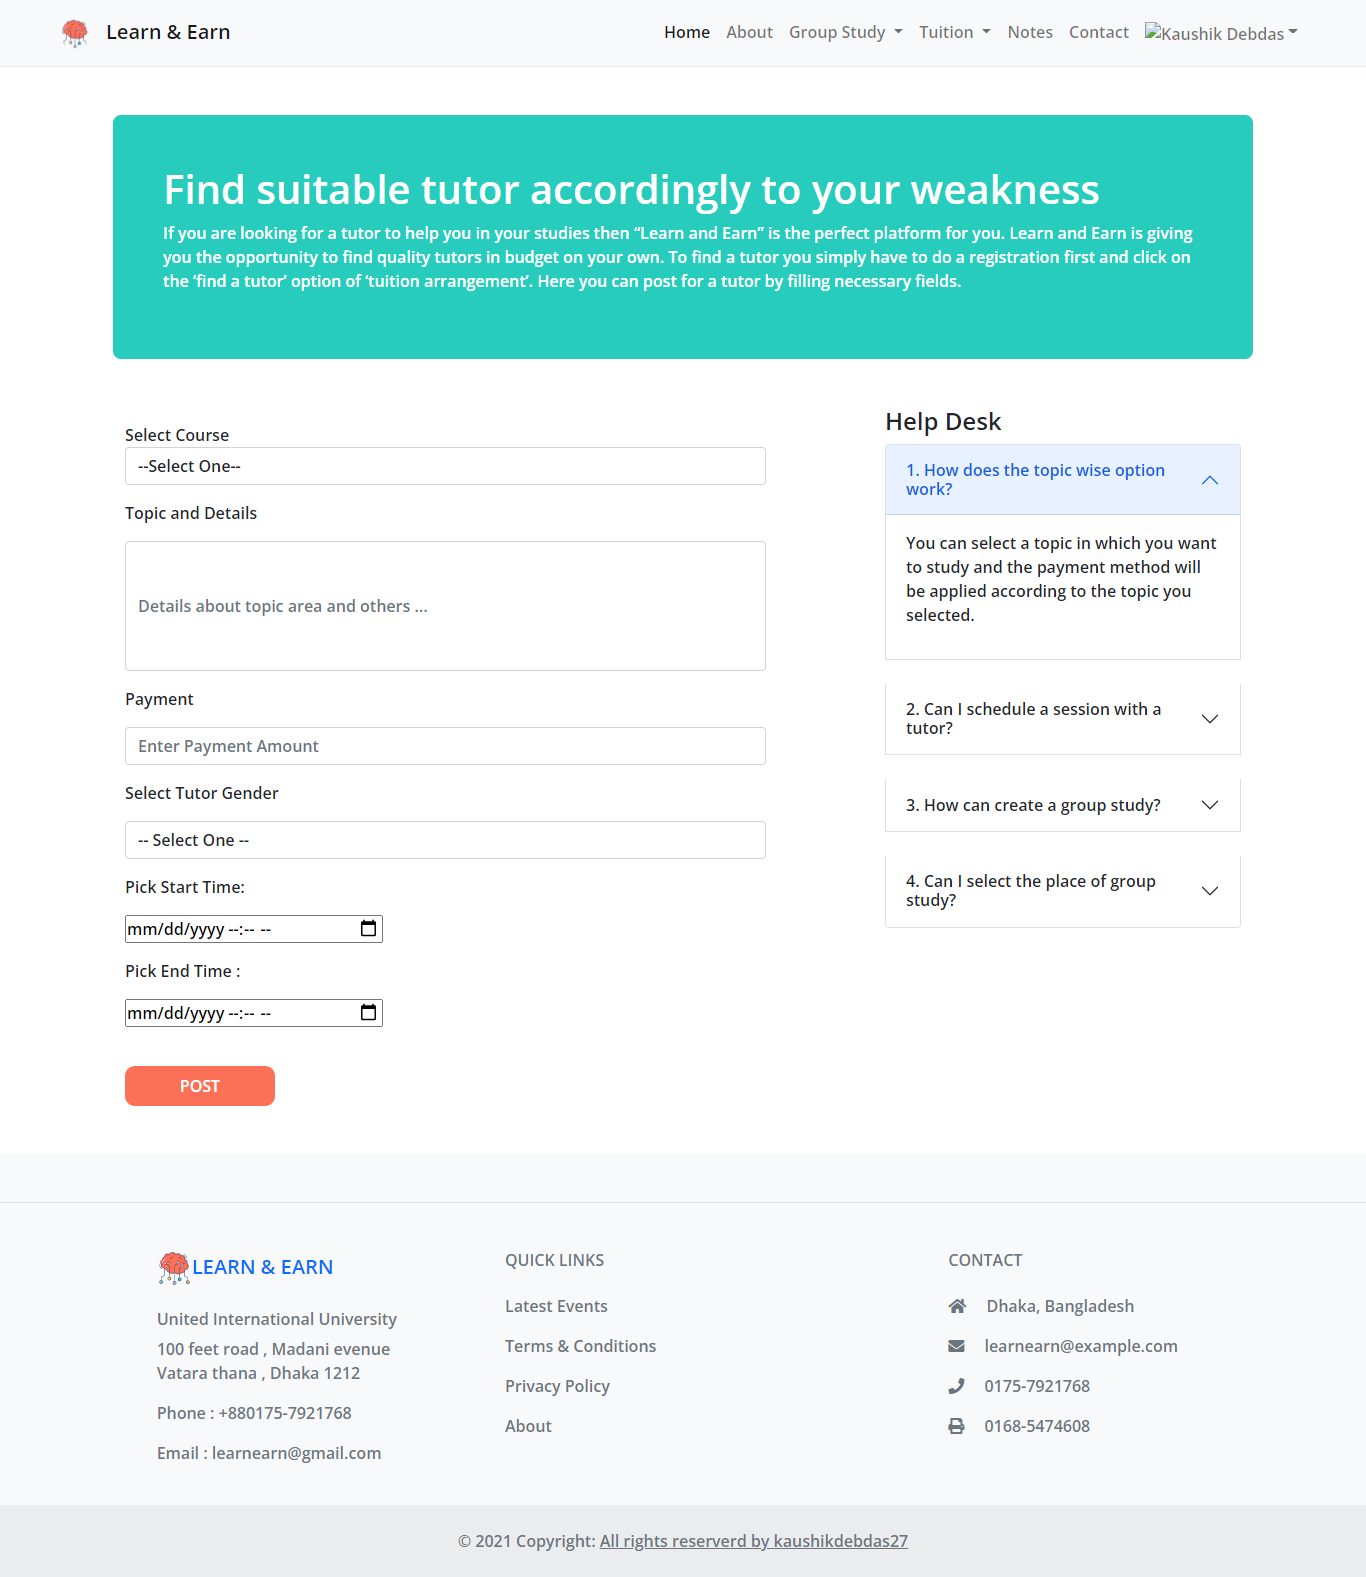 Learn & Earn
Home
About
Group Study
Tuition
Notes
Contact
Kaushik Debdas
Find suitable tutor accordingly to your weakness
If you are looking for a tutor to help you in your studies then “Learn and Earn” is the perfect platform for you. Learn and Earn is giving
you the opportunity to find quality tutors in budget on your own. To find a tutor you simply have to do a registration first and click on
the ‘find a tutor’ option of ‘tuition arrangement’. Here you can post for a tutor by filling necessary fields.
Select Course
--Select One--
Topic and Details
Details about topic area and others ...
Payment
Enter Payment Amount
Select Tutor Gender
-- Select One --
Pick Start Time:
mm/dd/yyyy --:-- --
Pick End Time :
mm/dd/yyyy --:-- --
POST
Help Desk
1. How does the topic wise option
work?
You can select a topic in which you want
to study and the payment method will
be applied according to the topic you
selected.
2. Can I schedule a session with a
tutor?
3. How can create a group study?
4. Can I select the place of group
study?
LEARN & EARN
United International University
100 feet road , Madani evenue
Vatara thana , Dhaka 1212
Phone : +880175-7921768
Email : learnearn@gmail.com
QUICK LINKS
Latest Events
Terms & Conditions
Privacy Policy
About
CONTACT
Dhaka, Bangladesh
learnearn@example.com
0175-7921768
0168-5474608
© 2021 Copyright: All rights reserverd by kaushikdebdas27